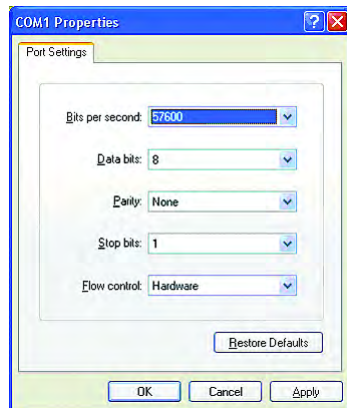 COM1 Properties
Port Settings
Bits per second: 57600
Data bits: 8
Parity: None
Stop bits: 1
Flow control: Hardware
Restore Defaults
OK Cancel Apply